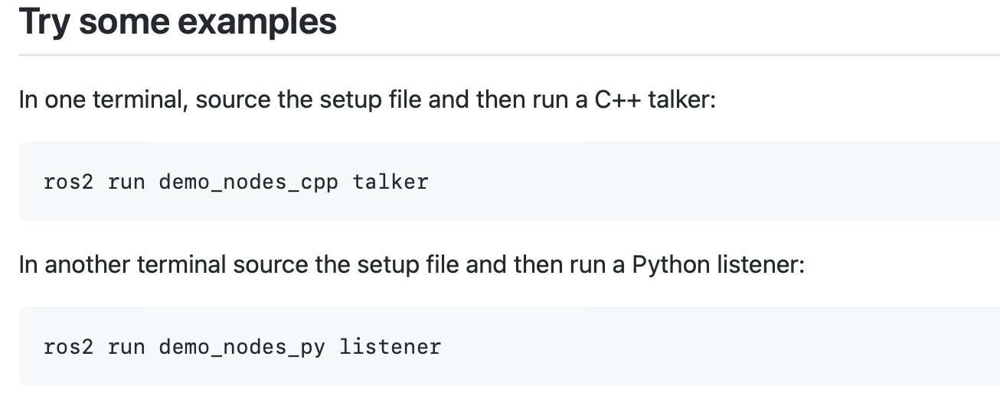 Try some examples
In one terminal, source the setup file and then run a C++ talker:
ros2 run demo_nodes_cpp talker
In another terminal source the setup file and then run a Python listener:
ros2 run demo_nodes_py listener